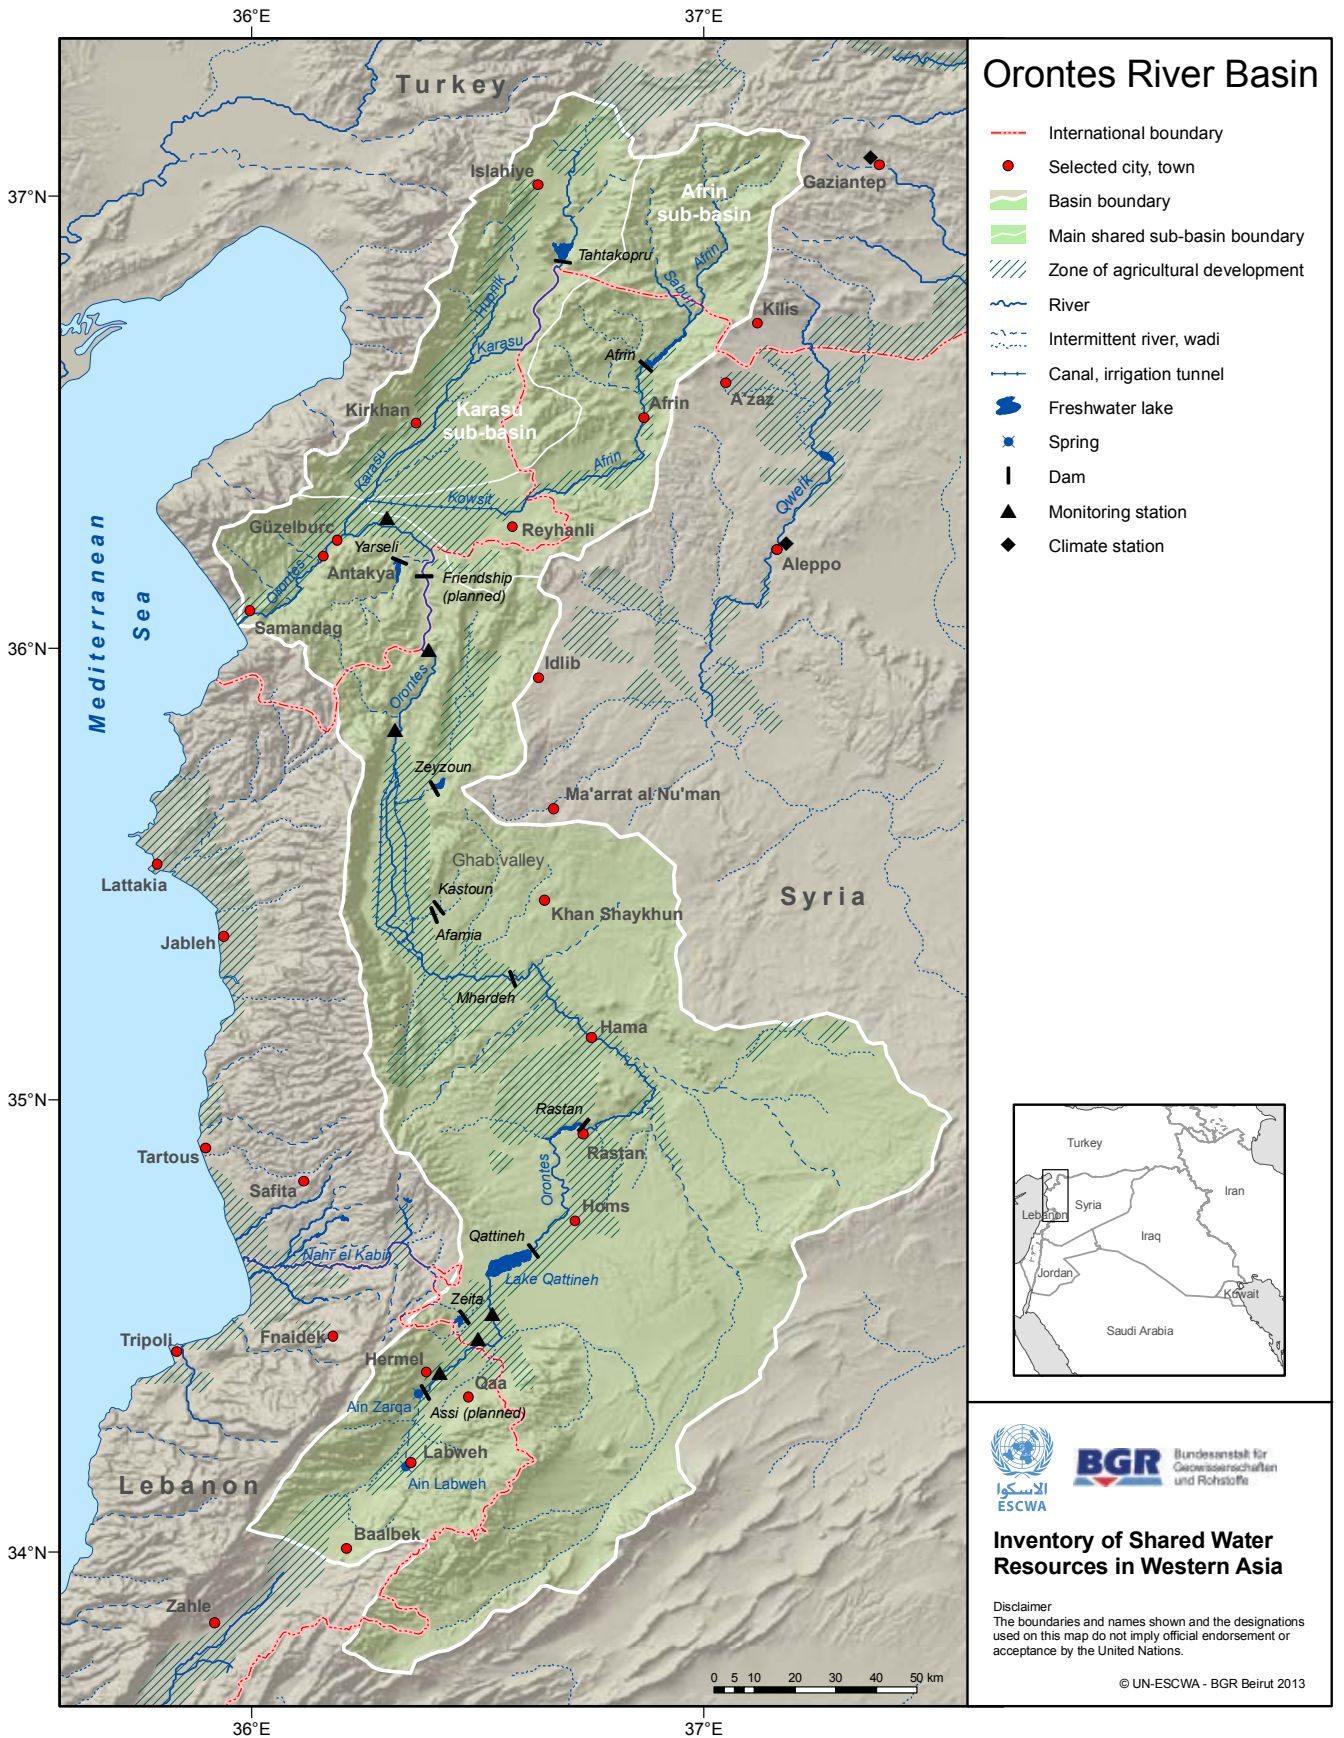 36°E
37°E
Turkey
Islahiye
Afrin
sub-basin
Gaziantep
37°N
Tahtakopru
Afrin
Sabun
Hupnik
Kilis
Karasu
Afrin
A'zaz
Kirkhan
Karasu
sub-basin
Afrin
Karasu
Afrin
Kowsit
Qweik
Güzelburc
Reyhanli
Yarseli
Aleppo
Antakya
Friendship
(planned)
Orontes
Samandag
Mediterranean
Sea
36°N
Idlib
Orontes
Zeyzoun
Ma'arrat al Nu'man
Ghab valley
Lattakia
Kastoun
Syria
Khan Shaykhun
Afamia
Jableh
Mhardeh
Hama
35°N
Rastan
Rastan
Tartous
Orontes
Safita
Homs
Qattineh
Nahr el Kabir
Lake Qattineh
Zeita
Tripoli
Fnaidek
Hermel
Qaa
Ain Zarqa
Assi (planned)
Labweh
Ain Labweh
Lebanon
Baalbek
34°N
Zahle
0 5 10 20 30 40 50 km
36°E
37°E
Orontes River Basin
International boundary
Selected city, town
Basin boundary
Main shared sub-basin boundary
Zone of agricultural development
River
Intermittent river, wadi
Canal, irrigation tunnel
Freshwater lake
Spring
Dam
Monitoring station
Climate station
Turkey
Iran
Syria
Lebanon
Iraq
Jordan
Kuwait
Saudi Arabia
الاسكوا
ESCWA
BGR
Bundesanstalt für
Geowissenschaften
und Rohstoffe
Inventory of Shared Water
Resources in Western Asia
Disclaimer
The boundaries and names shown and the designations
used on this map do not imply official endorsement or
acceptance by the United Nations.
© UN-ESCWA - BGR Beirut 2013